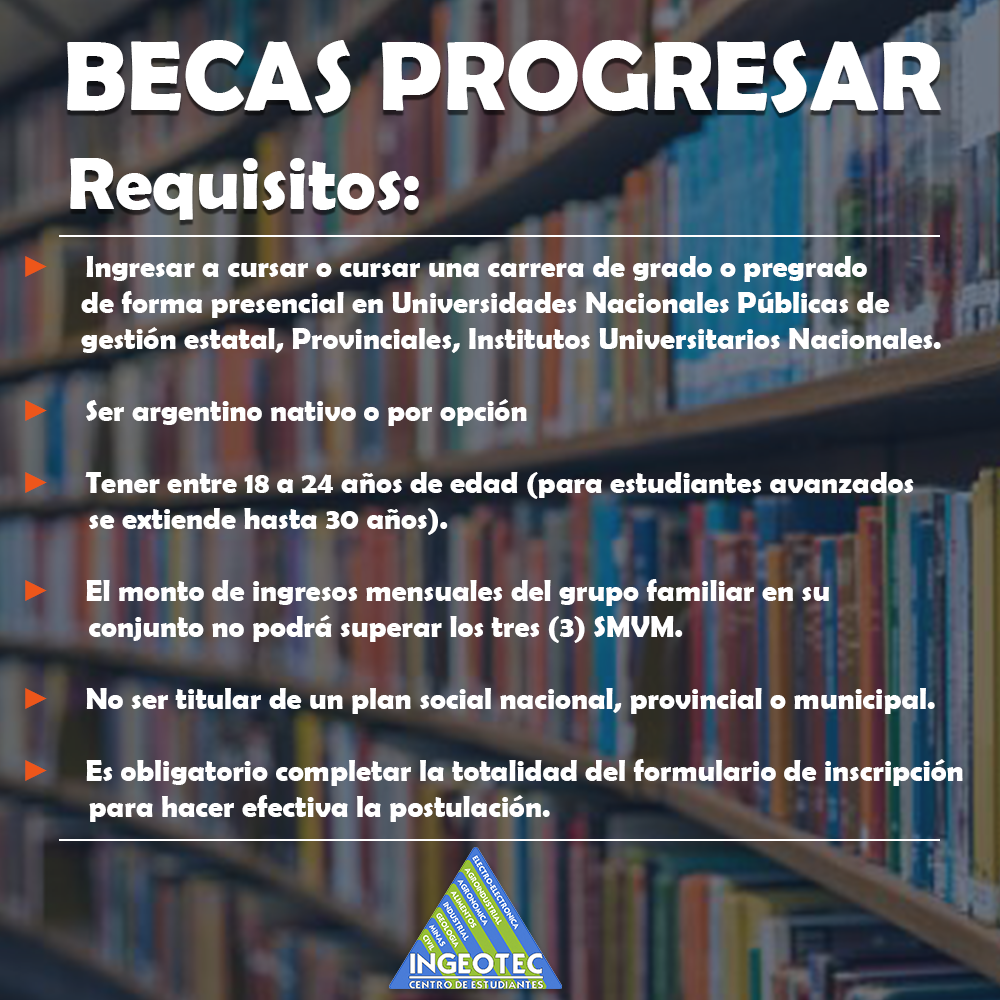 BECAS PROGRESAR
Requisitos:
Ingresar a cursar o cursar una carrera de grado o pregrado
de forma presencial en Universidades Nacionales Públicas de
gestión estatal, Provinciales, Institutos Universitarios Nacionales.
Ser argentino nativo o por opción
Tener entre 18 a 24 años de edad (para estudiantes avanzados
se extiende hasta 30 años).
El monto de ingresos mensuales del grupo familiar en su
conjunto no podrá superar los tres (3) SMVM.
No ser titular de un plan social nacional, provincial o municipal.
Es obligatorio completar la totalidad del formulario de inscripción
para hacer efectiva la postulación.
ELECTRO-ELECTRONICA
AGROINDUSTRIAL
AGRONOMICA
ALIMENTOS
INDUSTRIAL
GEOLOGIA
MINAS
CIVIL
INGEOTEC
CENTRO DE ESTUDIANTES